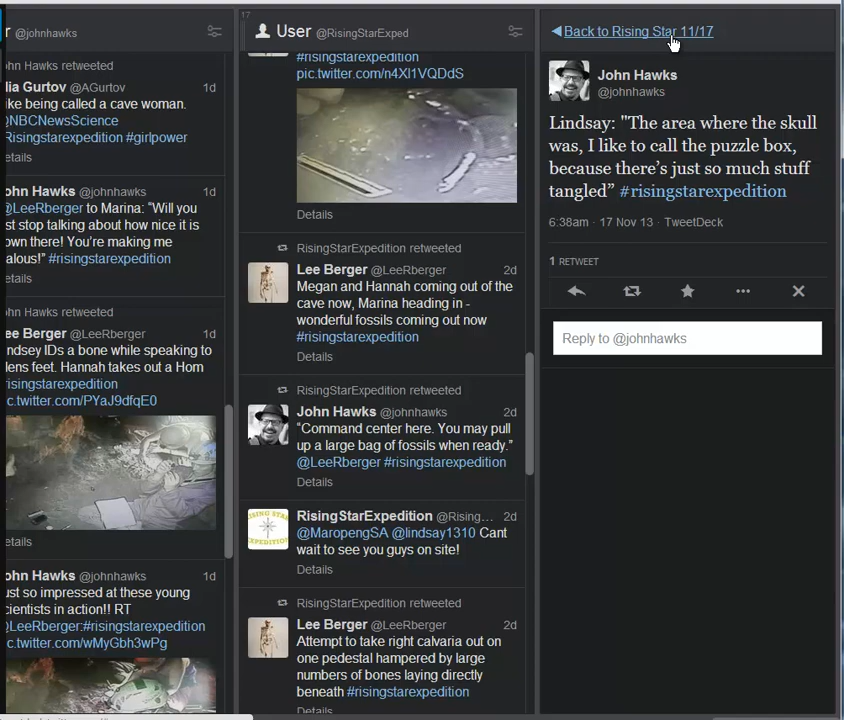 r @johnhawks
ohn Hawks retweeted
lia Gurtov @AGurtov 1d
ke being called a cave woman.
@NBCNewsScience
Risingstarexpedition #girlpower
etails
ohn Hawks @johnhawks 1d
@LeeRberger to Marina: “Will you
st stop talking about how nice it is
own there! You’re making me
alous!” #risingstarexpedition
etails
ohn Hawks retweeted
ee Berger @LeeRberger 1d
ndsey IDs a bone while speaking to
lens feet. Hannah takes out a Hom
risingstarexpedition
c.twitter.com/PYaJ9dfqE0
etails
ohn Hawks @johnhawks 1d
ust so impressed at these young
cientists in action!! RT
@LeeRberger:#risingstarexpedition
c.twitter.com/wMyGbh3wPg
17
User @RisingStarExped
#risingstarexpedition
pic.twitter.com/n4Xl1VQDdS
Details
RisingStarExpedition retweeted
Lee Berger @LeeRberger 2d
Megan and Hannah coming out of the
cave now, Marina heading in -
wonderful fossils coming out now
#risingstarexpedition
Details
RisingStarExpedition retweeted
John Hawks @johnhawks 2d
“Command center here. You may pull
up a large bag of fossils when ready.”
@LeeRberger #risingstarexpedition
Details
RISING STAR
EXPEDITION
RisingStarExpedition @Rising... 2d
@MaropengSA @lindsay1310 Cant
wait to see you guys on site!
Details
RisingStarExpedition retweeted
Lee Berger @LeeRberger 2d
Attempt to take right calvaria out on
one pedestal hampered by large
numbers of bones laying directly
beneath #risingstarexpedition
Details
Back to Rising Star 11/17
John Hawks
@johnhawks
Lindsay: "The area where the skull
was, I like to call the puzzle box,
because there’s just so much stuff
tangled” #risingstarexpedition
6:38am · 17 Nov 13 · TweetDeck
1 RETWEET
Reply to @johnhawks